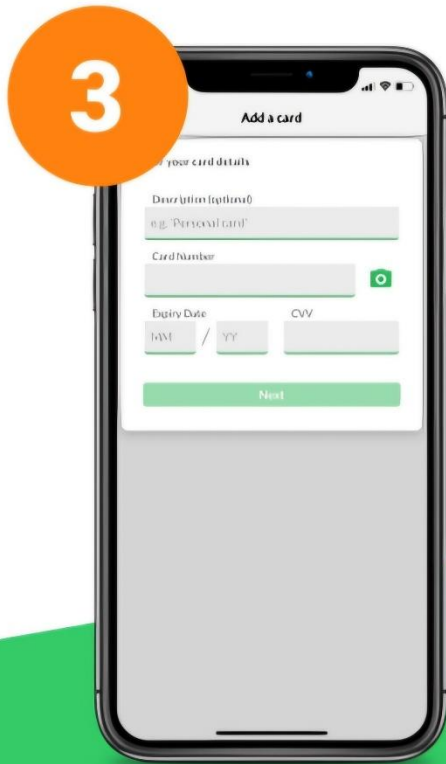 3
Add a card
your card details
Description (optional)
e.g. 'Personal card'
Card Number
Expiry Date CVV
MM / YY
Next